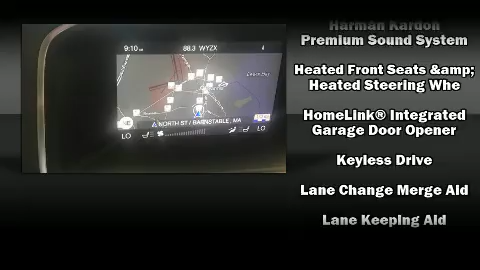 9:10
88.3 WYZX
NORTH ST / BARNSTABLE, MA
LO
LO
Harman Kardon
Premium Sound System
Heated Front Seats &amp;
Heated Steering Whe
HomeLink® Integrated
Garage Door Opener
Keyless Drive
Lane Change Merge Aid
Lane Keeping Aid